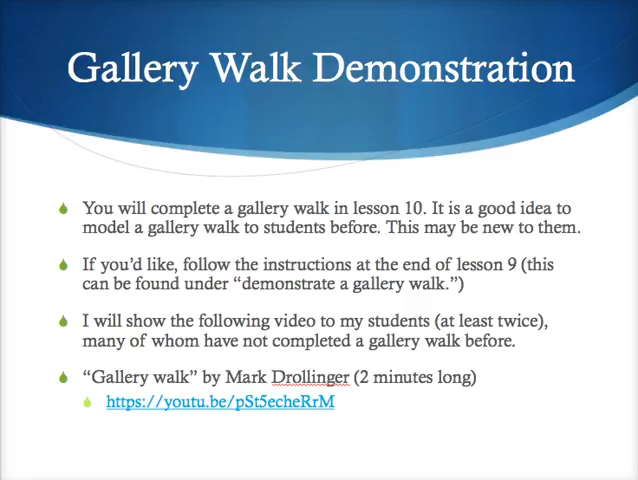 Gallery Walk Demonstration
You will complete a gallery walk in lesson 10. It is a good idea to
model a gallery walk to students before. This may be new to them.
If you’d like, follow the instructions at the end of lesson 9 (this
can be found under “demonstrate a gallery walk.”)
I will show the following video to my students (at least twice),
many of whom have not completed a gallery walk before.
“Gallery walk” by Mark Drollinger (2 minutes long)
https://youtu.be/pSt5echeRrM